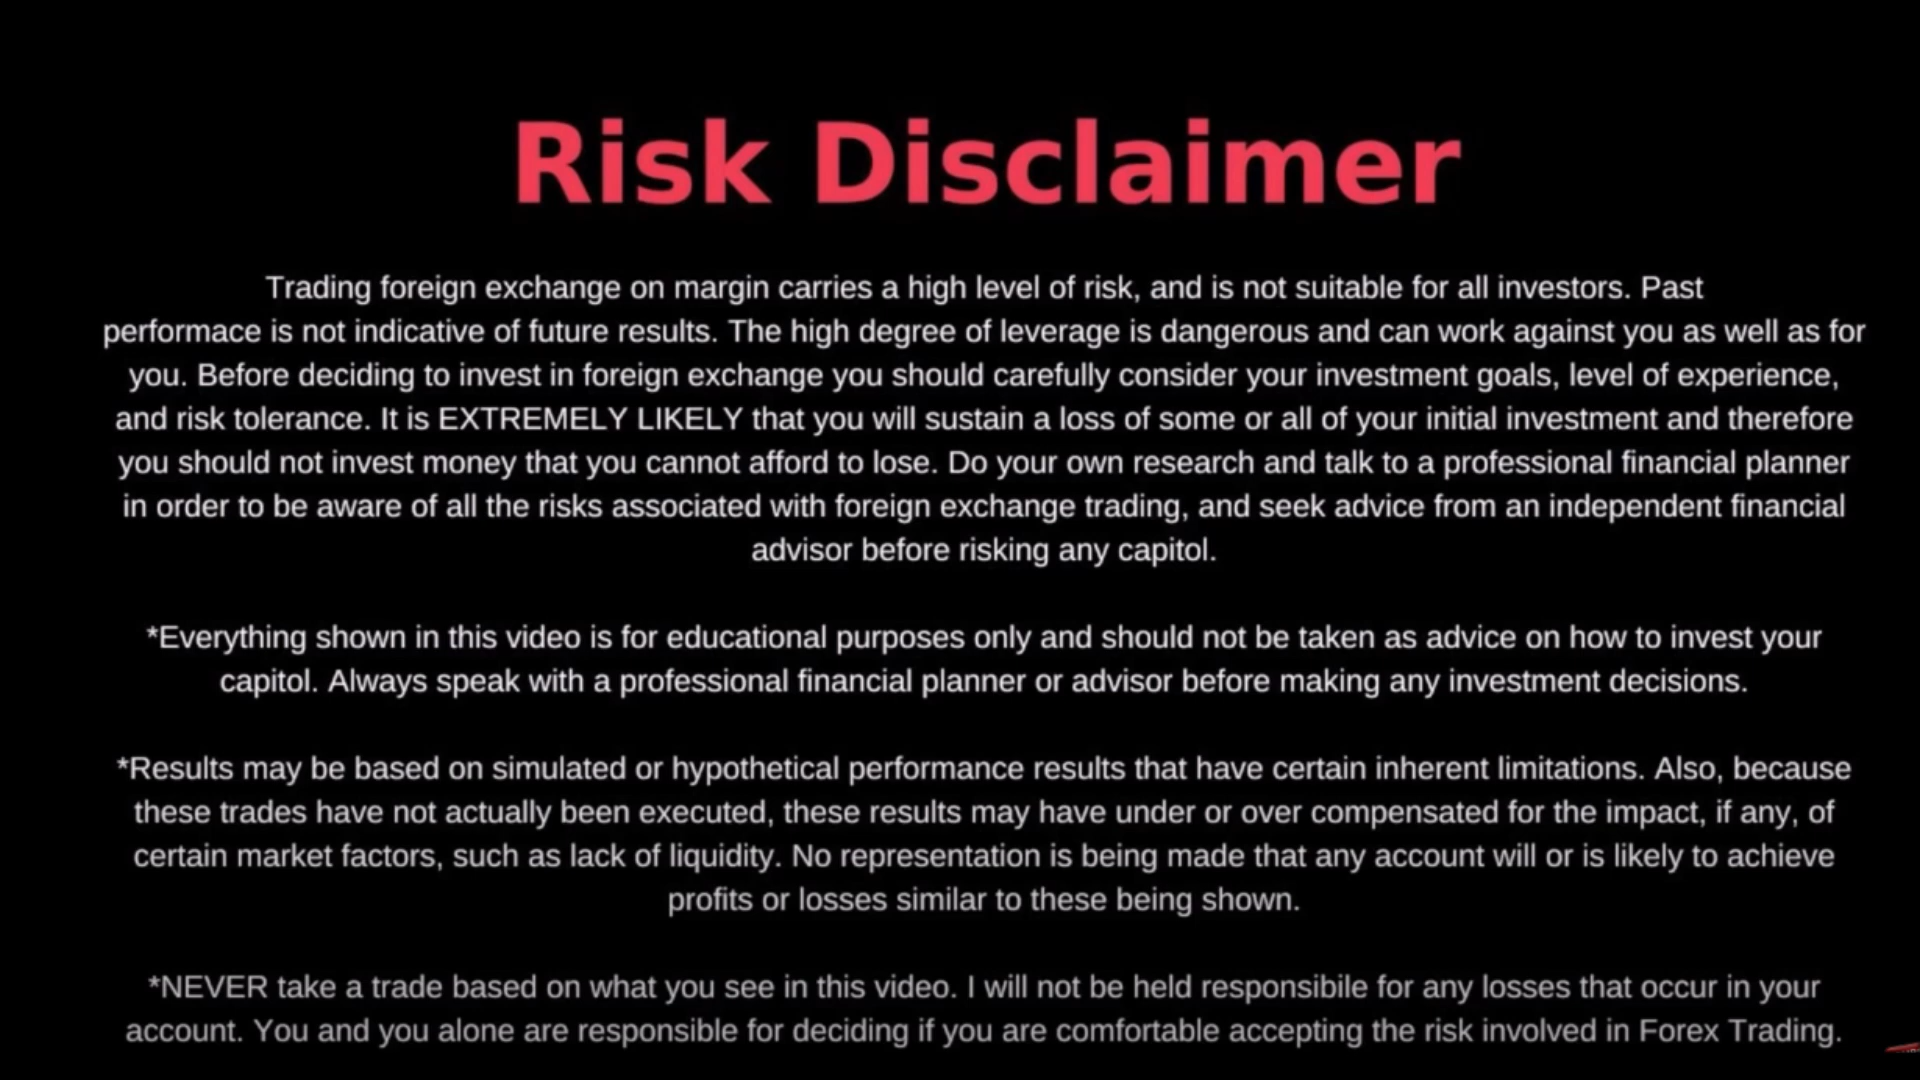 Risk Disclaimer
Trading foreign exchange on margin carries a high level of risk, and is not suitable for all investors. Past
performace is not indicative of future results. The high degree of leverage is dangerous and can work against you as well as for
you. Before deciding to invest in foreign exchange you should carefully consider your investment goals, level of experience,
and risk tolerance. It is EXTREMELY LIKELY that you will sustain a loss of some or all of your initial investment and therefore
you should not invest money that you cannot afford to lose. Do your own research and talk to a professional financial planner
in order to be aware of all the risks associated with foreign exchange trading, and seek advice from an independent financial
advisor before risking any capitol.
*Everything shown in this video is for educational purposes only and should not be taken as advice on how to invest your
capitol. Always speak with a professional financial planner or advisor before making any investment decisions.
*Results may be based on simulated or hypothetical performance results that have certain inherent limitations. Also, because
these trades have not actually been executed, these results may have under or over compensated for the impact, if any, of
certain market factors, such as lack of liquidity. No representation is being made that any account will or is likely to achieve
profits or losses similar to these being shown.
*NEVER take a trade based on what you see in this video. I will not be held responsibile for any losses that occur in your
account. You and you alone are responsible for deciding if you are comfortable accepting the risk involved in Forex Trading.